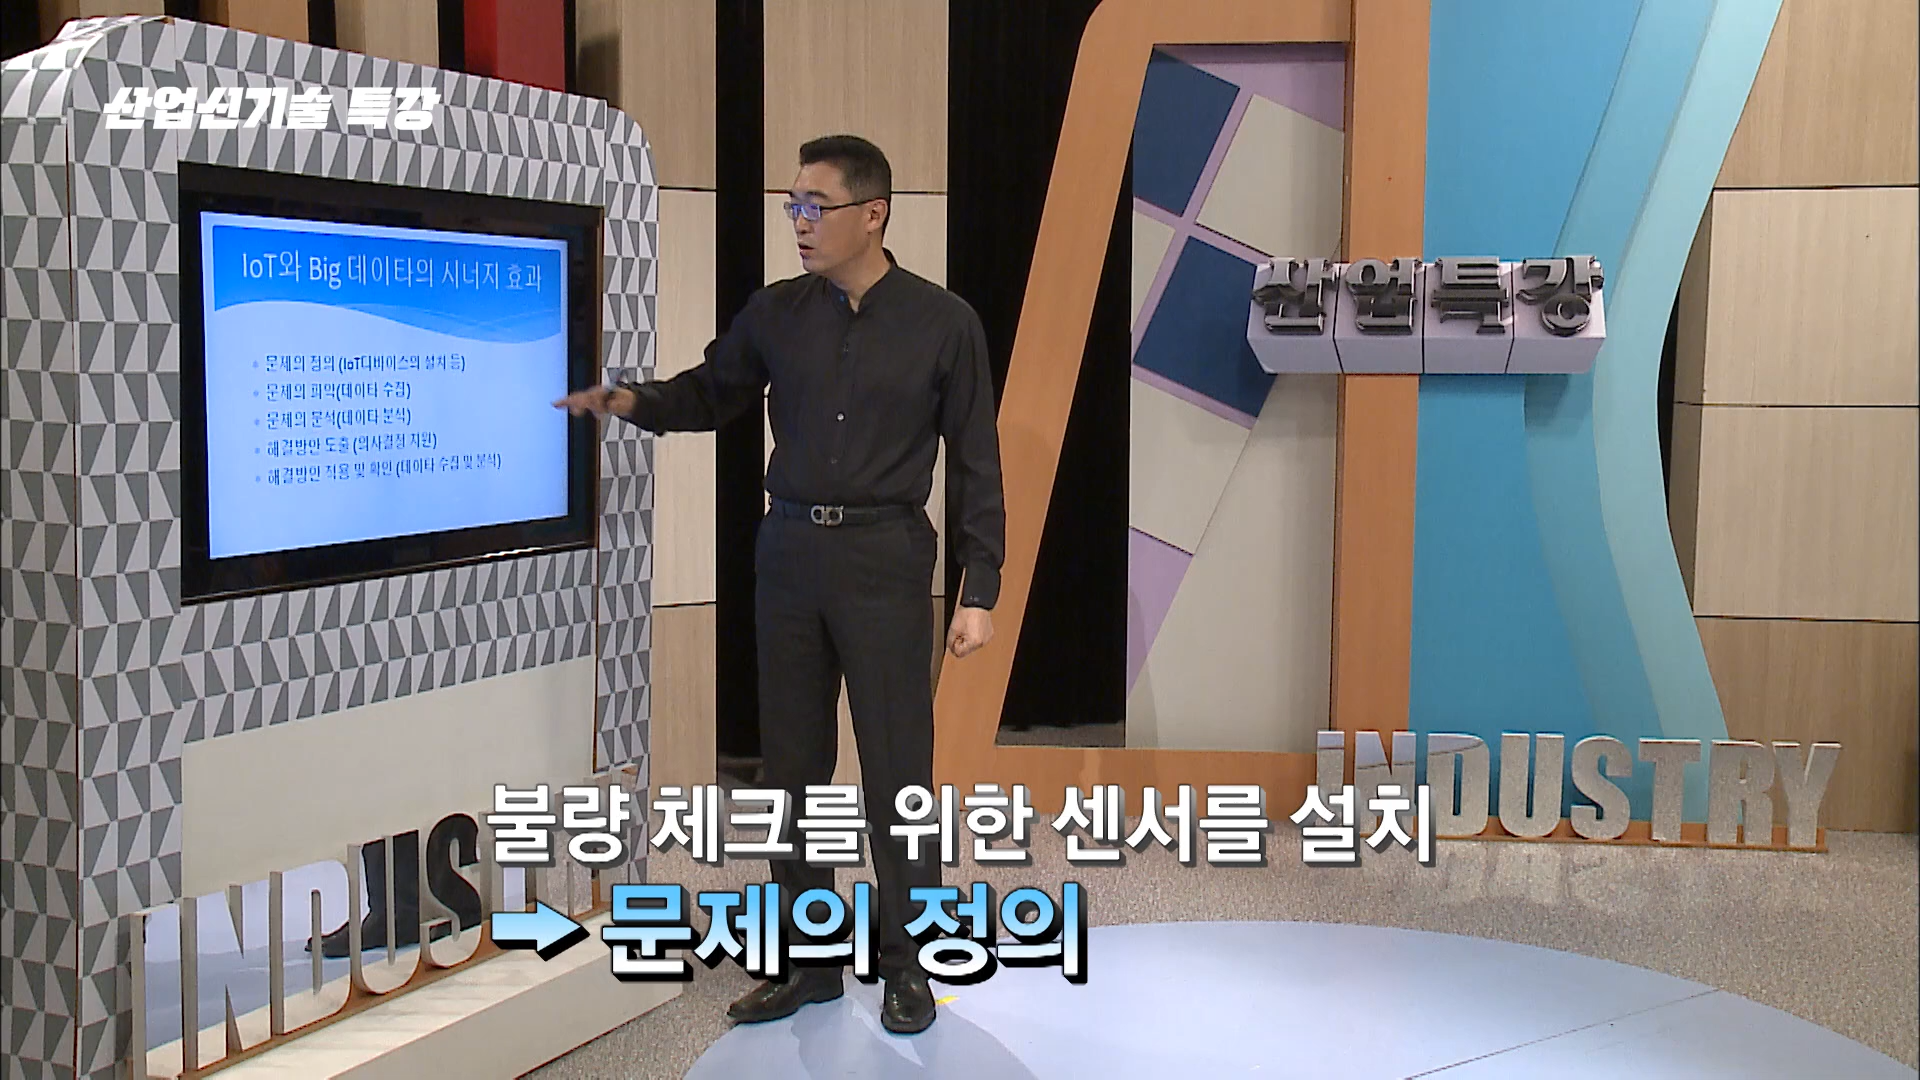 산업신기술 특강
IoT와 Big 데이타의 시너지 효과
문제의 정의 (IoT디바이스의 설치 등)
문제의 파악(데이타 수집)
문제의 분석(데이타 분석)
해결방안 도출 (의사결정 지원)
해결방안 적용 및 확인 (데이타 수집 및 분석)
산업특강
INDUSTRY
INDUST
불량 체크를 위한 센서를 설치
➡문제의 정의